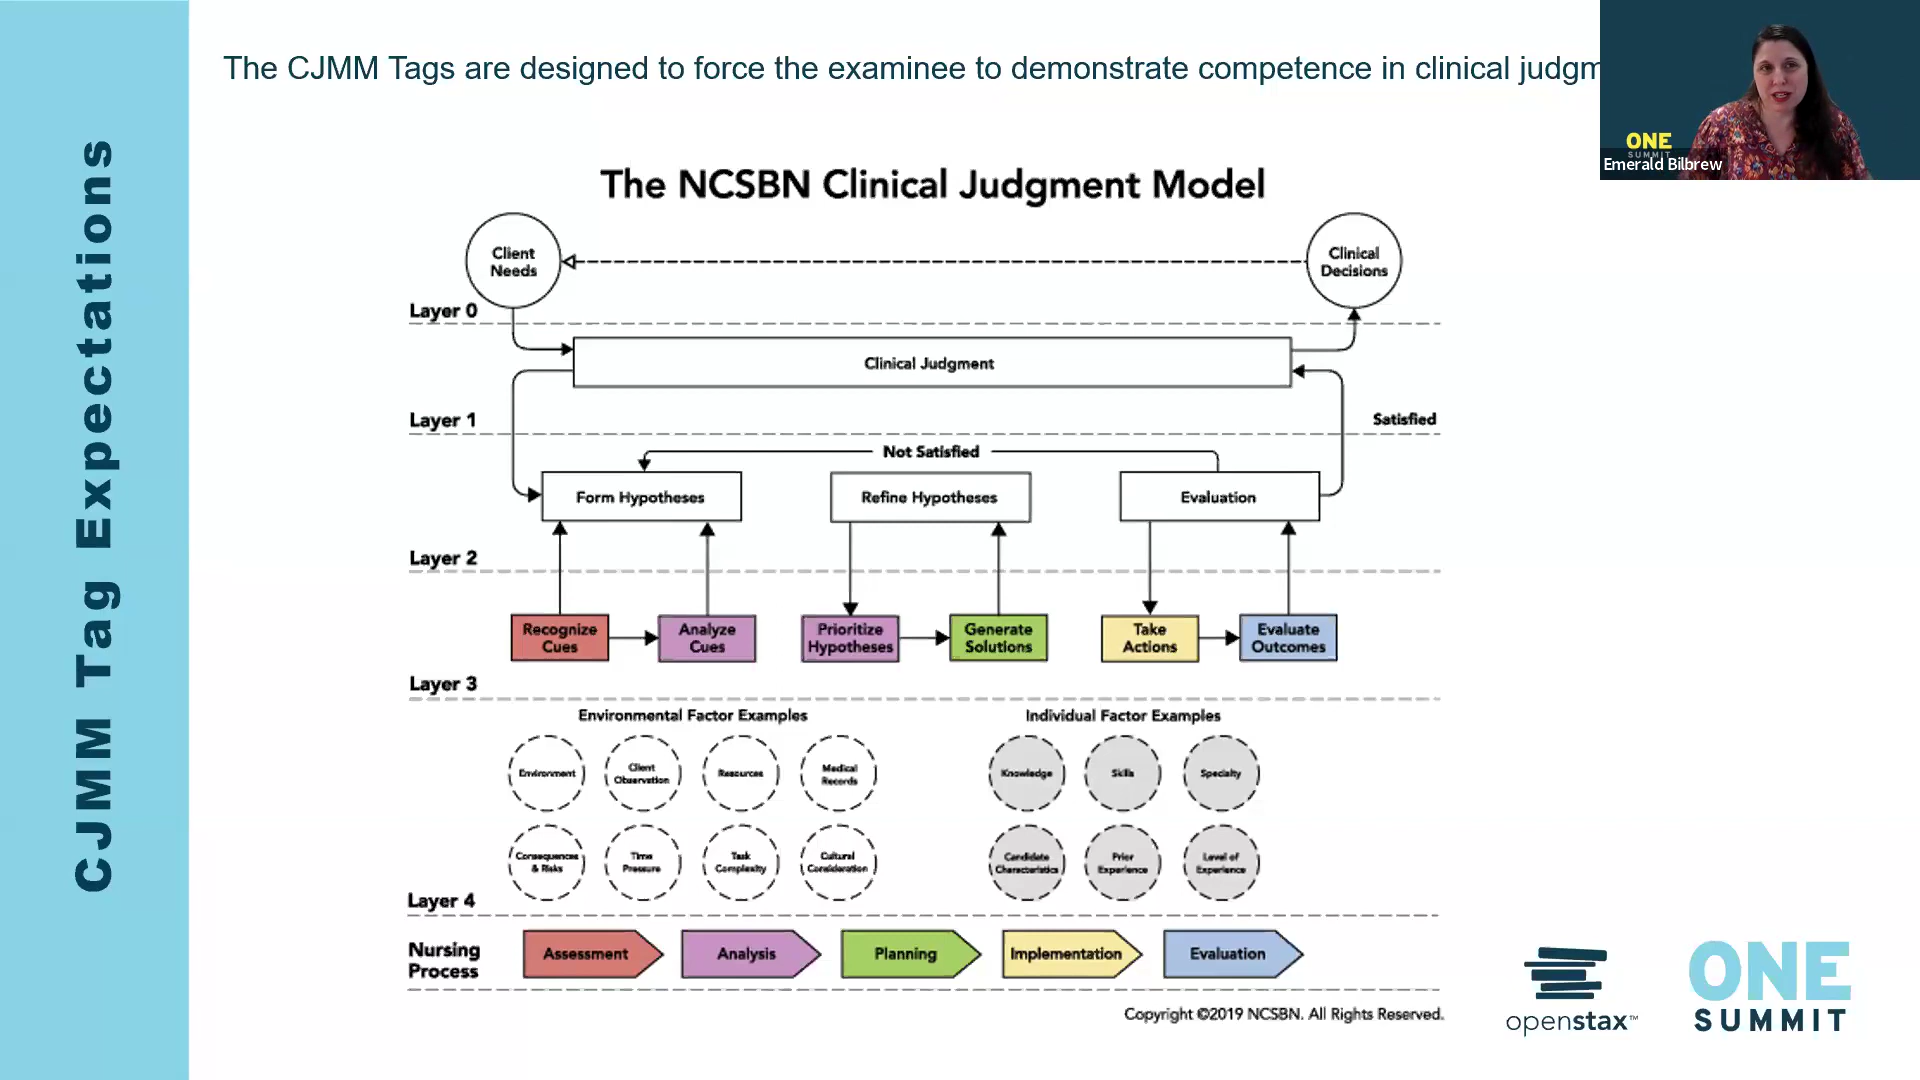 The CJMM Tags are designed to force the examinee to demonstrate competence in clinical judgm
ONE
SUMMIT
Emerald Bilbrew
CJMM Tag Expectations
The NCSBN Clinical Judgment Model
Client
Needs
Clinical
Decisions
Layer 0
Clinical Judgment
Layer 1
Satisfied
Not Satisfied
Form Hypotheses
Refine Hypotheses
Evaluation
Layer 2
Recognize
Cues
Analyze
Cues
Prioritize
Hypotheses
Generate
Solutions
Take
Actions
Evaluate
Outcomes
Layer 3
Environmental Factor Examples
Individual Factor Examples
Environment
Client
Observation
Resources
Medical
Records
Knowledge
Skills
Specialty
Consequences
& Risks
Time
Pressure
Task
Complexity
Cultural
Consideration
Candidate
Characteristics
Prior
Experience
Level of
Experience
Layer 4
Nursing
Process
Assessment
Analysis
Planning
Implementation
Evaluation
Copyright ©2019 NCSBN. All Rights Reserved.
openstax™
ONE
SUMMIT